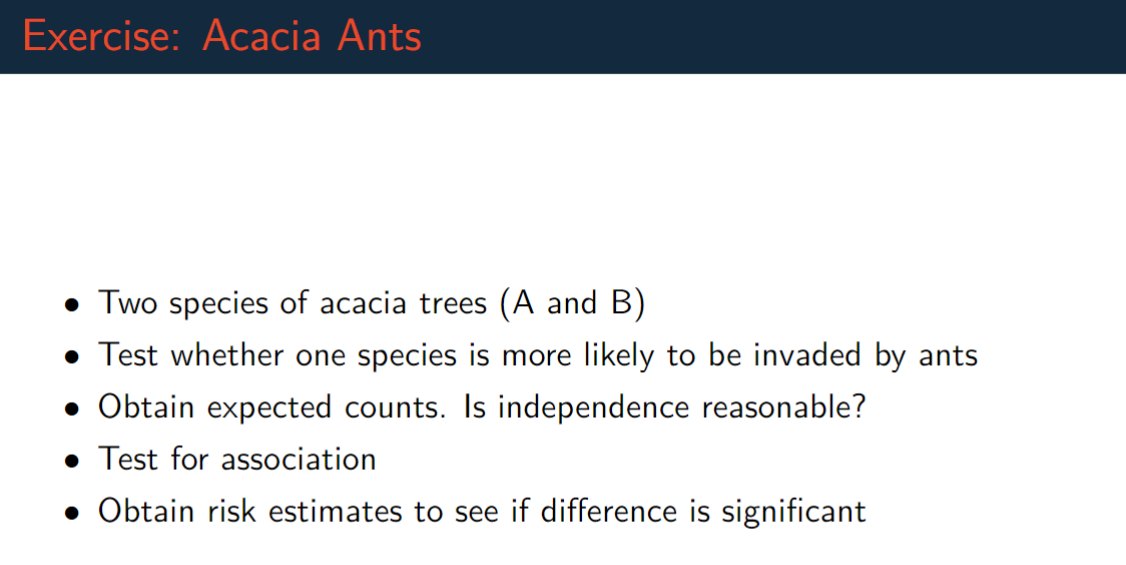 Exercise: Acacia Ants
• Two species of acacia trees (A and B)
• Test whether one species is more likely to be invaded by ants
• Obtain expected counts. Is independence reasonable?
• Test for association
• Obtain risk estimates to see if difference is significant